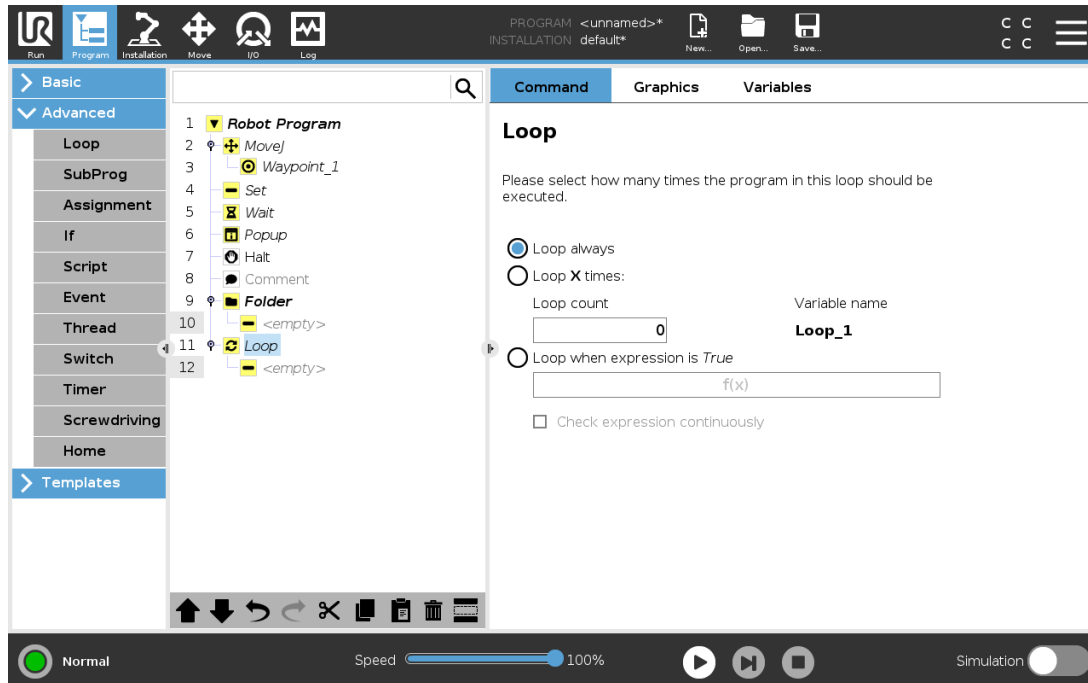 PROGRAM <unnamed>*
INSTALLATION default*
UR
Run
Program
Installation
Move
I/O
Log
New...
Open...
Save...
C C
C C
Basic
Advanced
Loop
SubProg
Assignment
If
Script
Event
Thread
Switch
Timer
Screwdriving
Home
Templates
1 Robot Program
2 MoveJ
3 Waypoint_1
4 Set
5 Wait
6 Popup
7 Halt
8 Comment
9 Folder
10 <empty>
11 Loop
12 <empty>
Command Graphics Variables
Loop
Please select how many times the program in this loop should be
executed.
Loop always
Loop X times:
Loop count Variable name
0 Loop_1
Loop when expression is True
f(x)
Check expression continuously
Normal
Speed 100%
Simulation